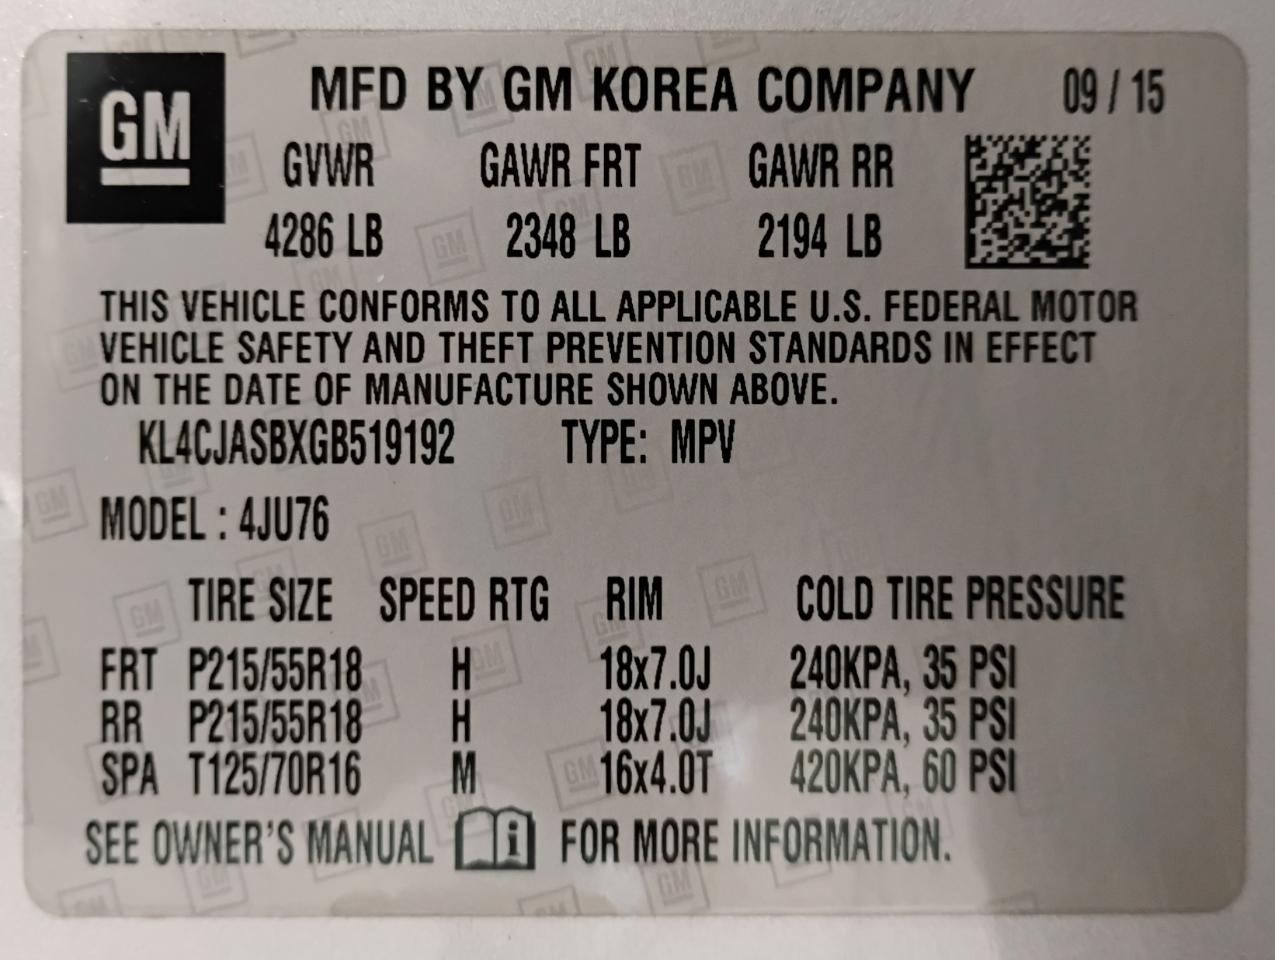 GM
MFD BY GM KOREA COMPANY 09 / 15
GVWR GAWR FRT GAWR RR
4286 LB 2348 LB 2194 LB
THIS VEHICLE CONFORMS TO ALL APPLICABLE U.S. FEDERAL MOTOR
VEHICLE SAFETY AND THEFT PREVENTION STANDARDS IN EFFECT
ON THE DATE OF MANUFACTURE SHOWN ABOVE.
KL4CJASBXGB519192 TYPE: MPV
MODEL : 4JU76
TIRE SIZE SPEED RTG RIM COLD TIRE PRESSURE
FRT P215/55R18 H 18x7.0J 240KPA, 35 PSI
RR P215/55R18 H 18x7.0J 240KPA, 35 PSI
SPA T125/70R16 M 16x4.0T 420KPA, 60 PSI
SEE OWNER'S MANUAL i FOR MORE INFORMATION.